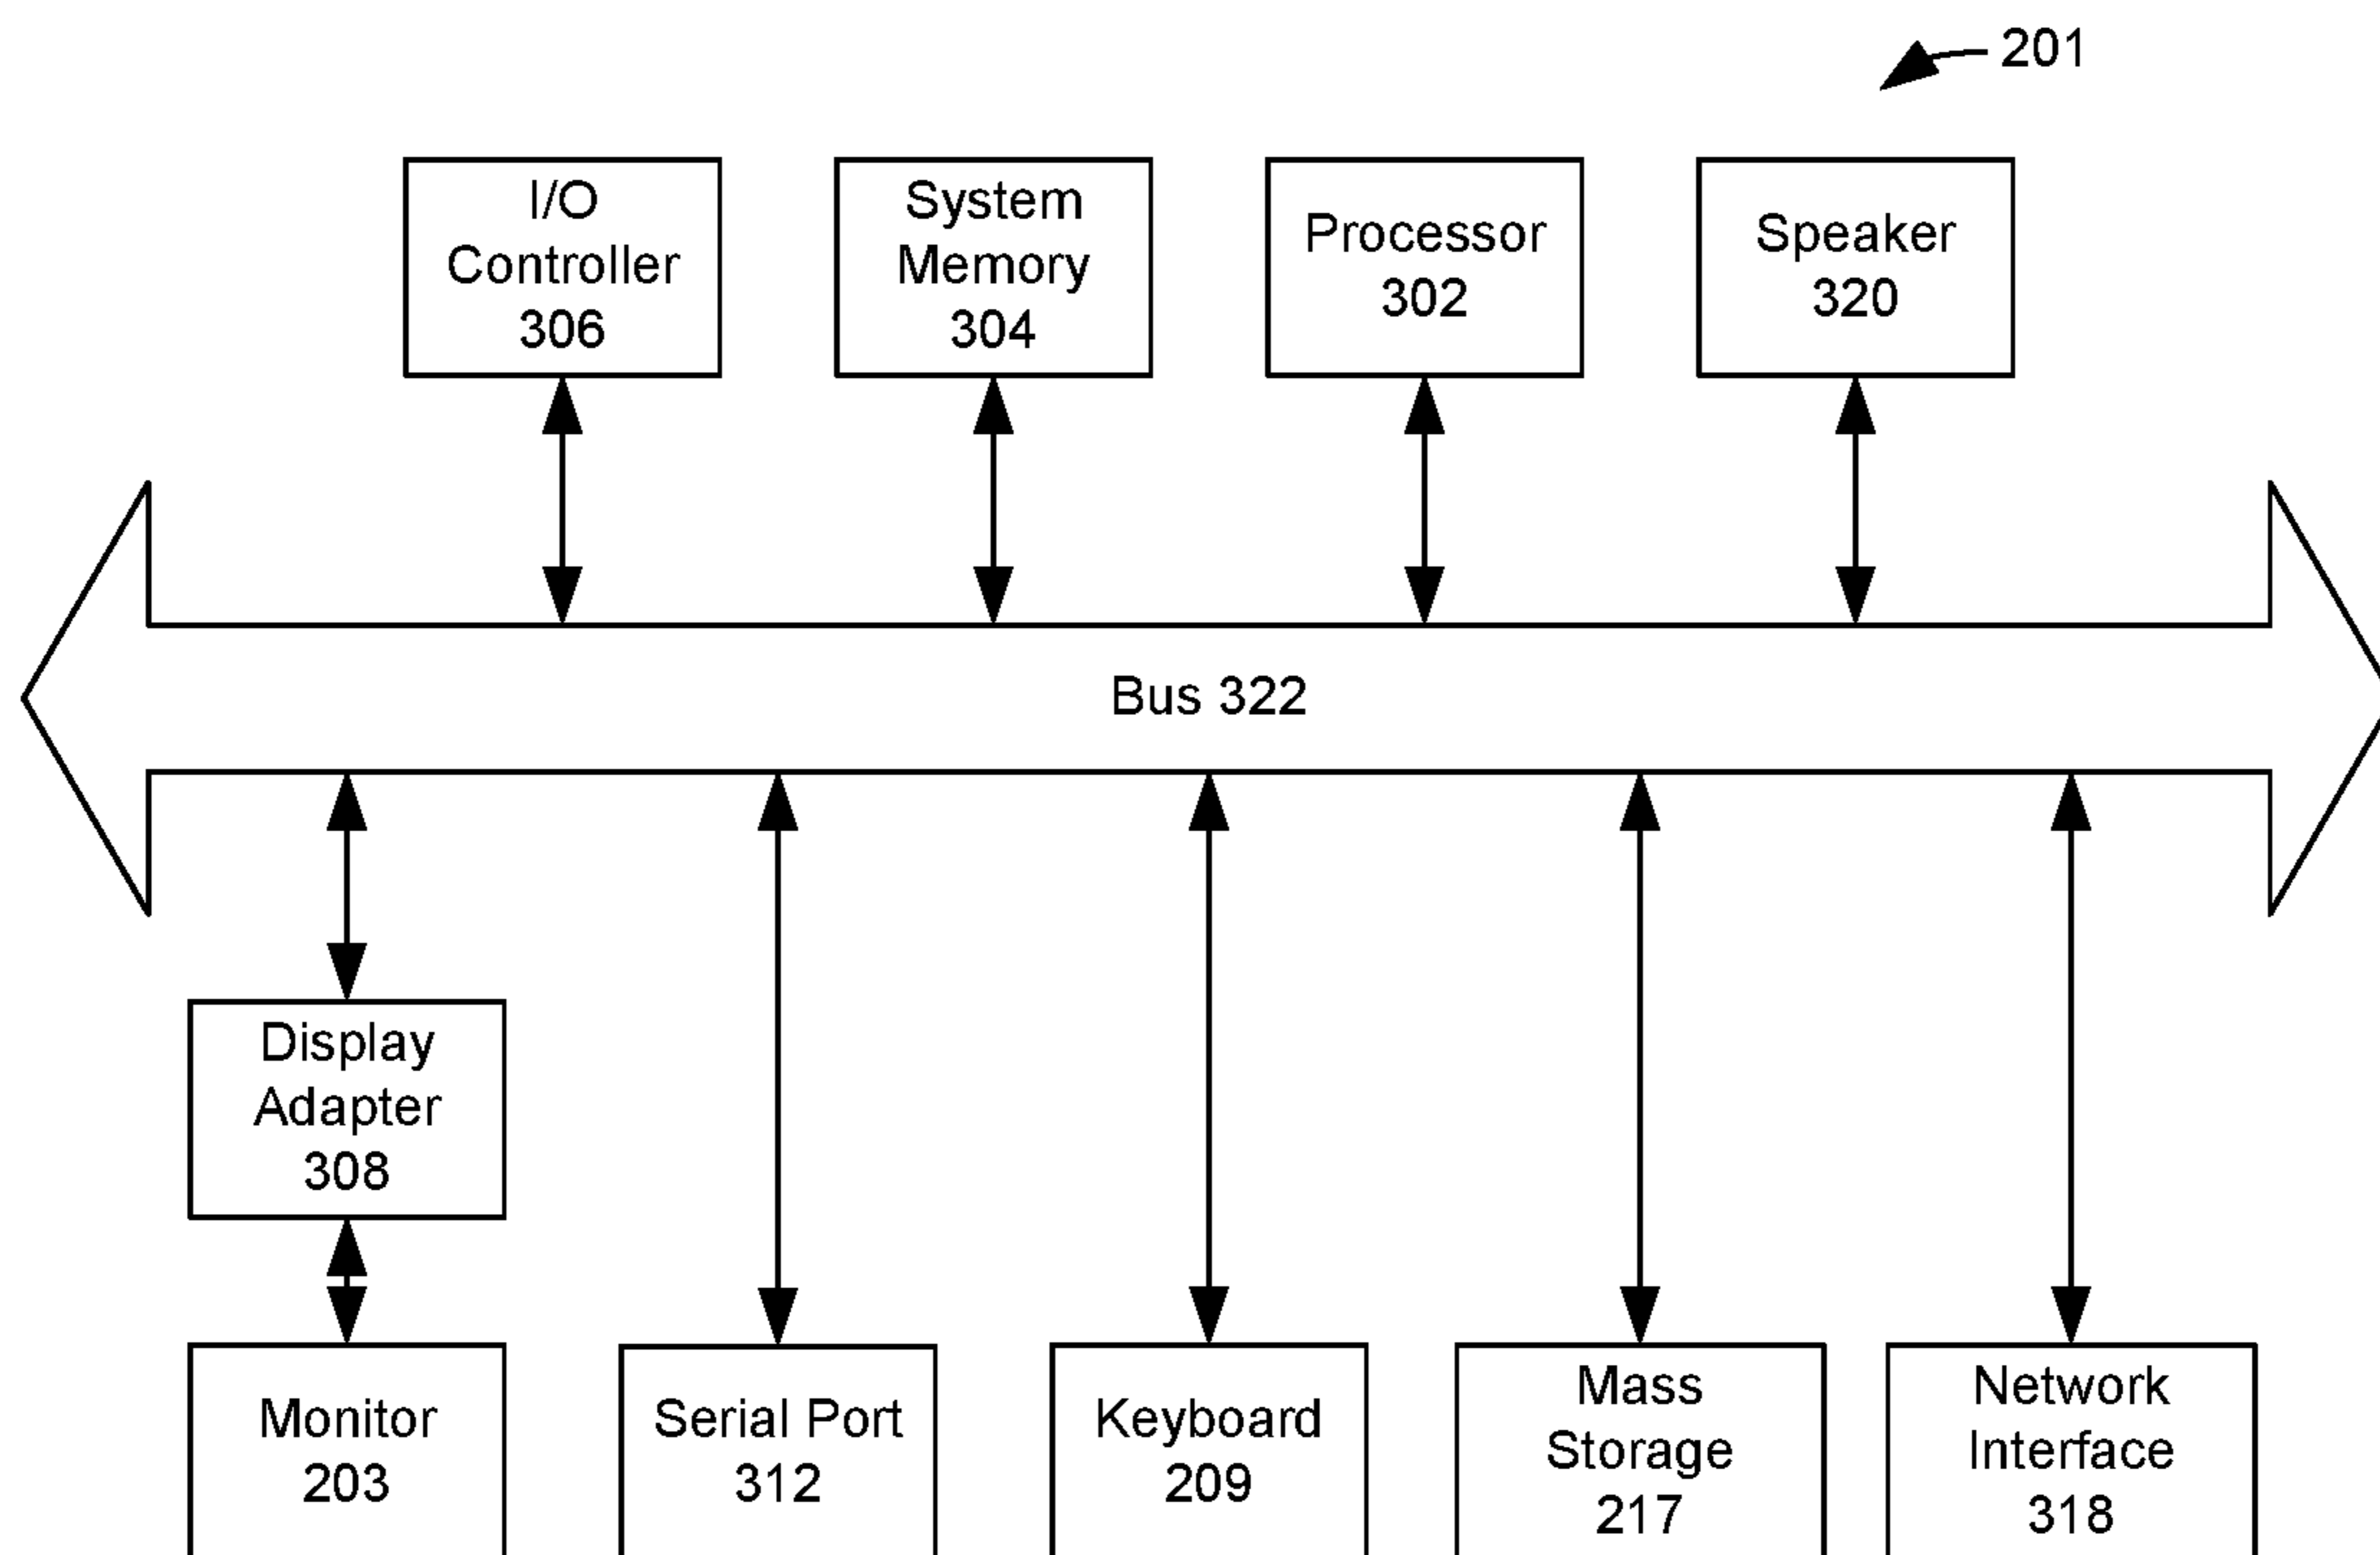 201
I/O
Controller
306
System
Memory
304
Processor
302
Speaker
320
Bus 322
Display
Adapter
308
Monitor
203
Serial Port
312
Keyboard
209
Mass
Storage
217
Network
Interface
318